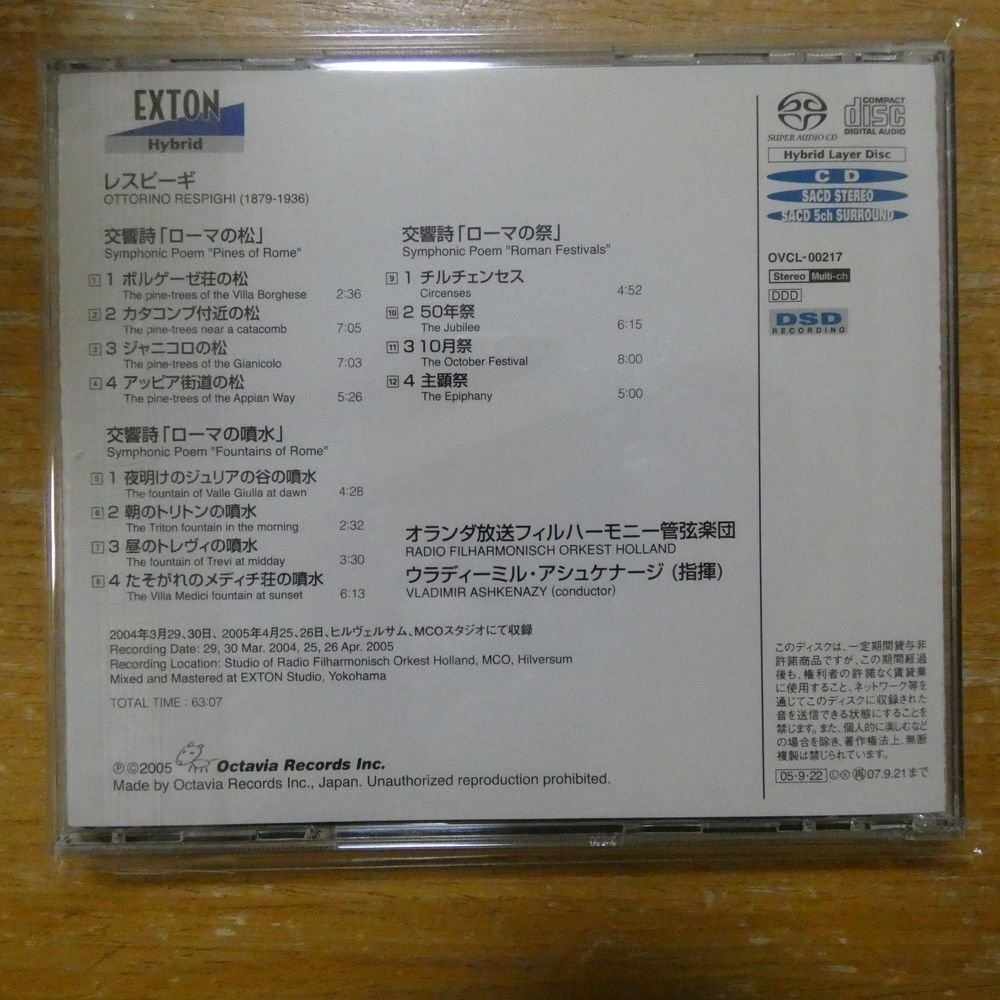 EXTON
Hybrid
レスピーギ
OTTORINO RESPIGHI (1879-1936)
交響詩「ローマの松」
Symphonic Poem "Pines of Rome"
1 1 ボルゲーゼ荘の松
The pine-trees of the Villa Borghese 2:36
2 2 カタコンブ付近の松
The pine-trees near a catacomb 7:05
3 3 ジャニコロの松
The pine-trees of the Gianicolo 7:03
4 4 アッピア街道の松
The pine-trees of the Appian Way 5:26
交響詩「ローマの噴水」
Symphonic Poem "Fountains of Rome"
5 1 夜明けのジュリアの谷の噴水
The fountain of Valle Giulia at dawn 4:28
6 2 朝のトリトンの噴水
The Triton fountain in the morning 2:32
7 3 昼のトレヴィの噴水
The fountain of Trevi at midday 3:30
8 4 たそがれのメディチ荘の噴水
The Villa Medici fountain at sunset 6:13
交響詩「ローマの祭」
Symphonic Poem "Roman Festivals"
9 1 チルチェンセス
Circenses 4:52
10 2 50年祭
The Jubilee 6:15
11 3 10月祭
The October Festival 8:00
12 4 主顕祭
The Epiphany 5:00
オランダ放送フィルハーモニー管弦楽団
RADIO FILHARMONISCH ORKEST HOLLAND
ウラディーミル・アシュケナージ(指揮)
VLADIMIR ASHKENAZY (conductor)
2004年3月29、30日、2005年4月25、26日、ヒルヴェルサム、MCOスタジオにて収録
Recording Date: 29, 30 Mar. 2004, 25, 26 Apr. 2005
Recording Location: Studio of Radio Filharmonisch Orkest Holland, MCO, Hilversum
Mixed and Mastered at EXTON Studio, Yokohama
TOTAL TIME : 63:07
℗©2005 Octavia Records Inc.
Made by Octavia Records Inc., Japan. Unauthorized reproduction prohibited.
SUPER AUDIO CD
COMPACT
disc
DIGITAL AUDIO
Hybrid Layer Disc
CD
SACD STEREO
SACD 5ch SURROUND
OVCL-00217
Stereo Multi-ch
DDD
DSD
RECORDING
このディスクは、一定期間貸与非
許諾商品ですが、この期間経過
後も、権利者の許諾なく賃貸業
に使用すること、ネットワーク等を
通じてこのディスクに収録された
音を送信できる状態にすることを
禁じます。また、個人的に楽しむなど
の場合を除き、著作権法上、無断
複製は禁じられています。
05・9・22 Ⓛ Ⓧ ㊣07.9.21まで